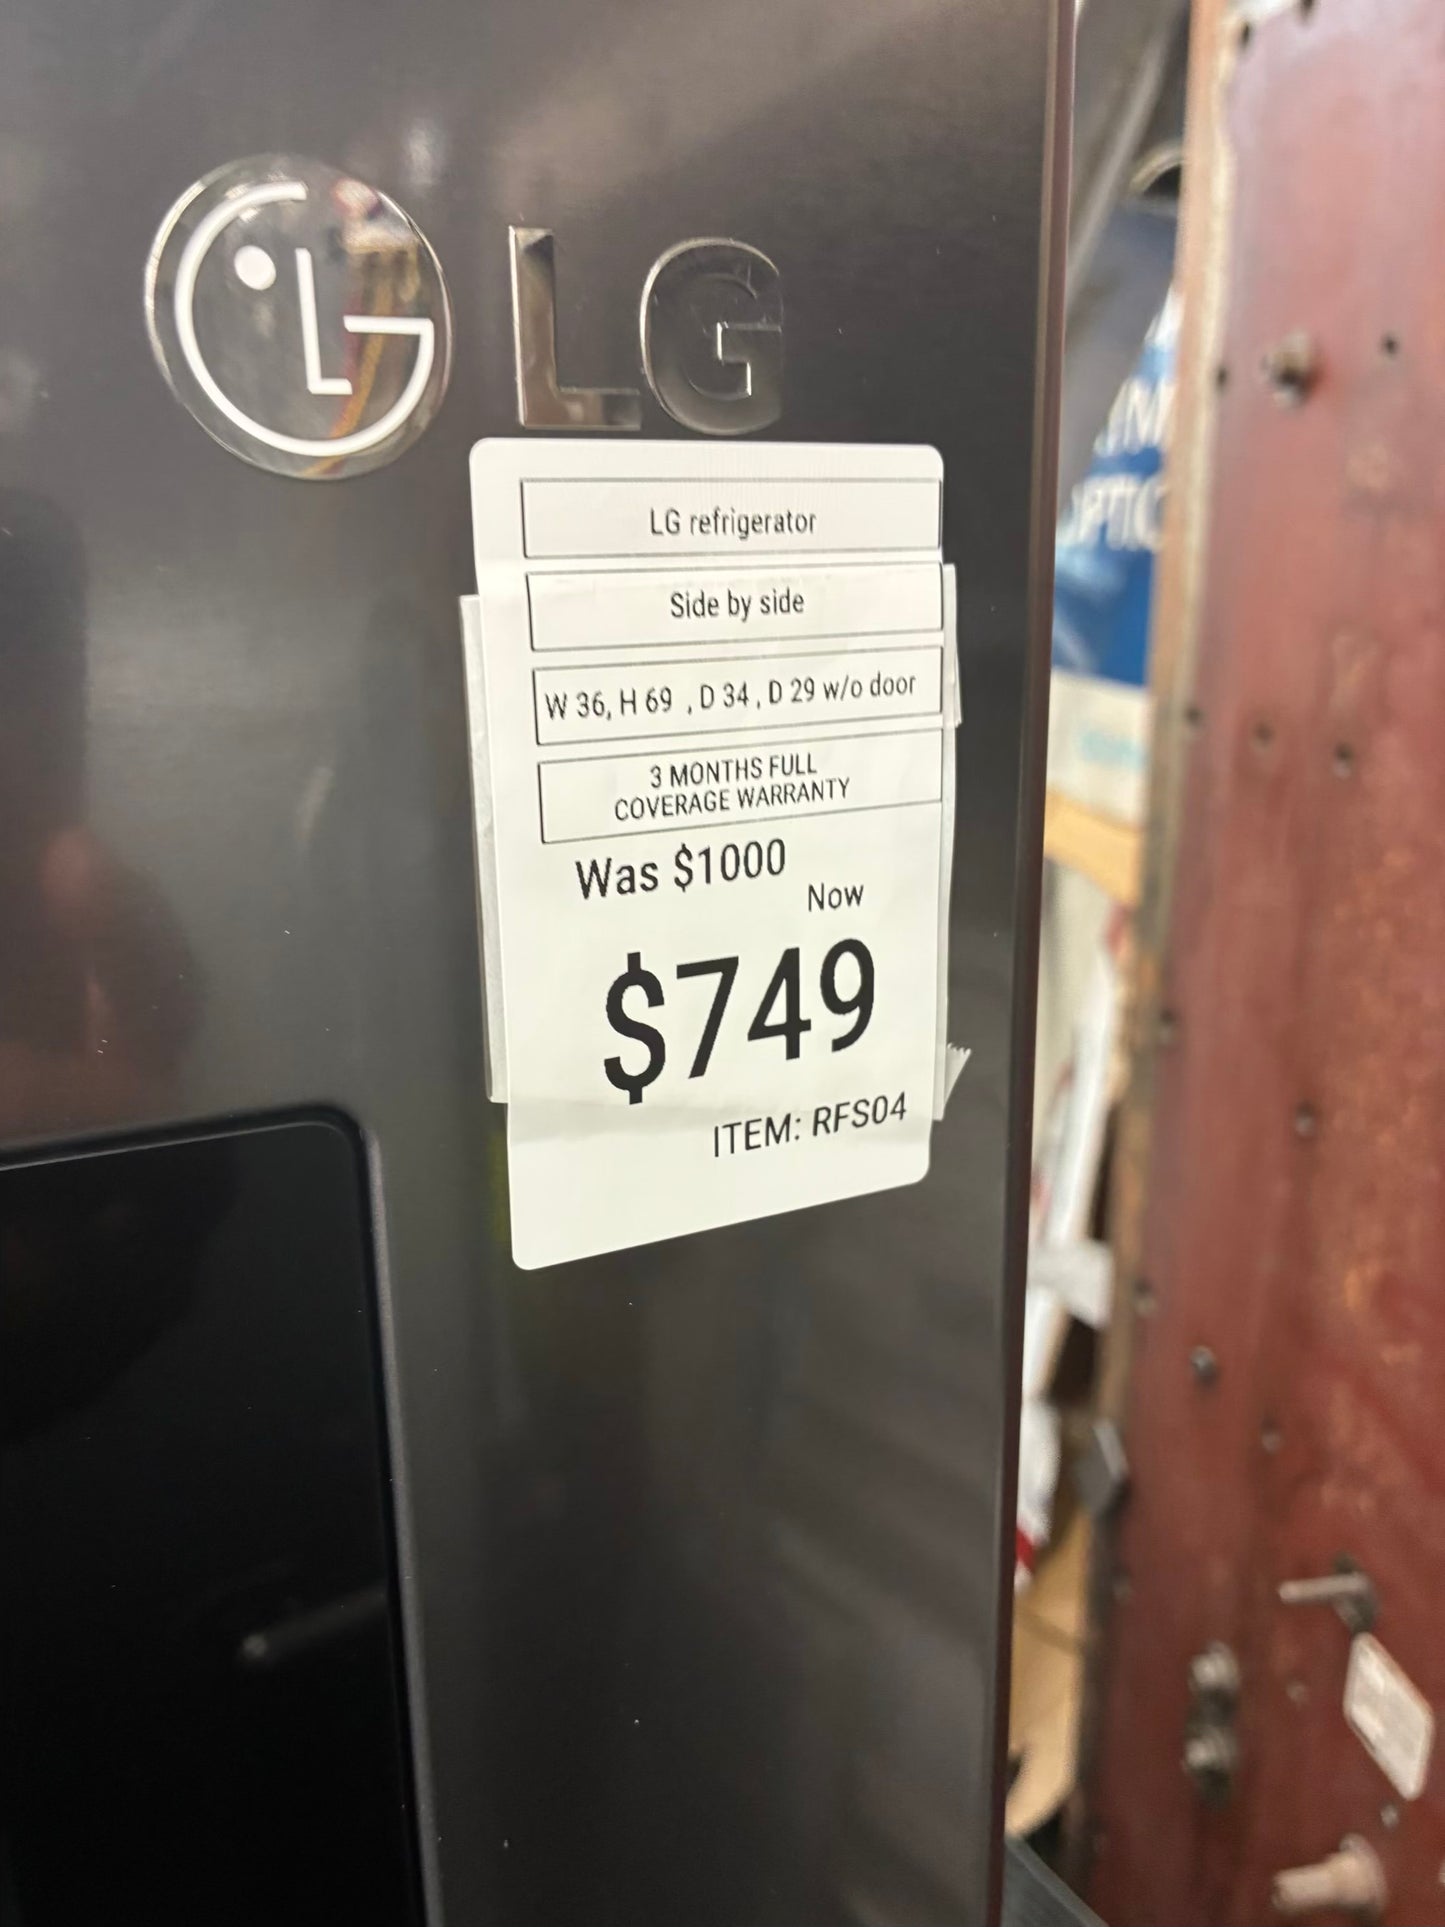 LG
LG refrigerator
Side by side
W 36, H 69 , D 34 , D 29 w/o door
3 MONTHS FULL
COVERAGE WARRANTY
Was $1000
Now
$749
ITEM: RFS04